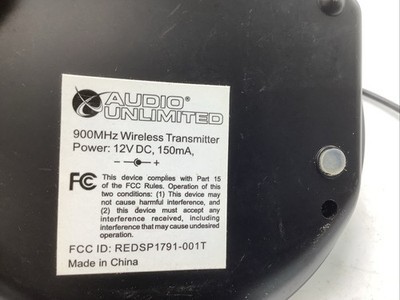 AUDIO®
UNLIMITED
900MHz Wireless Transmitter
Power: 12V DC, 150mA,
FC This device complies with Part 15
of the FCC Rules. Operation of this
two conditions: (1) This device may
not cause harmful interference, and
(2) this device must accept any
interference received, including
interference that may cause undesired
operation.
FCC ID: REDSP1791-001T
Made in China